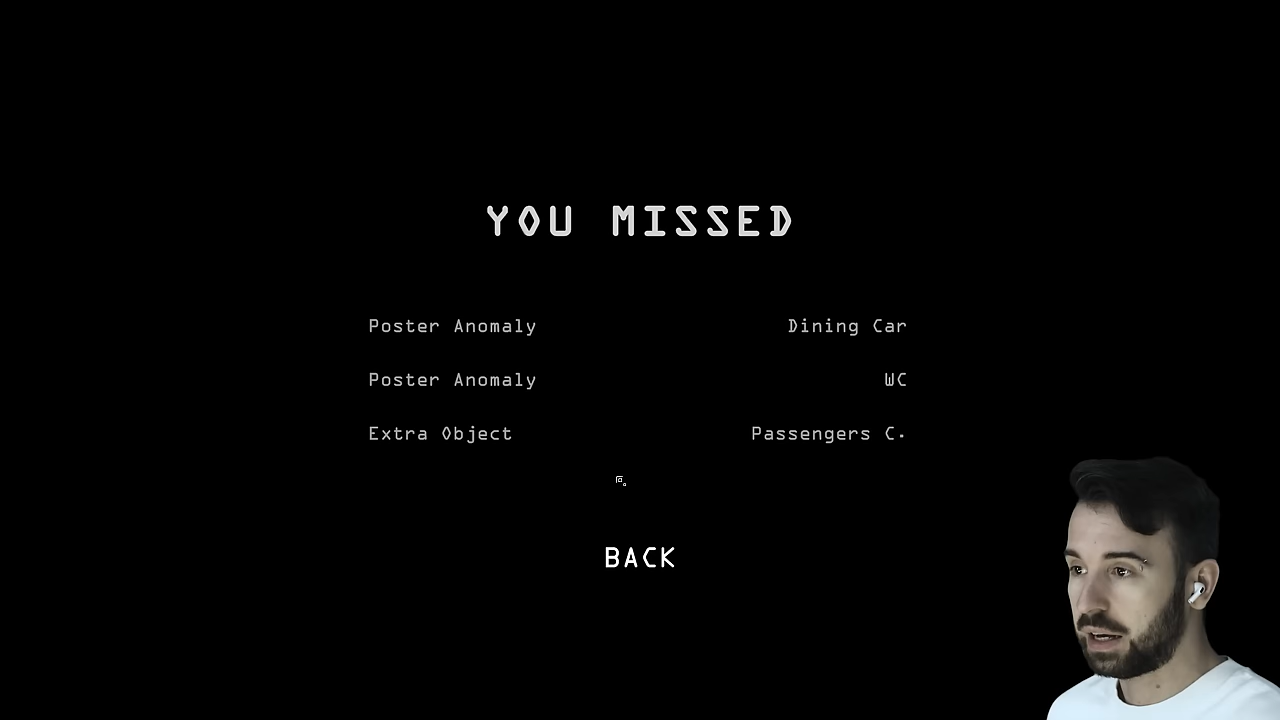 YOU MISSED
Poster Anomaly Dining Car
Poster Anomaly WC
Extra Object Passengers C.
BACK